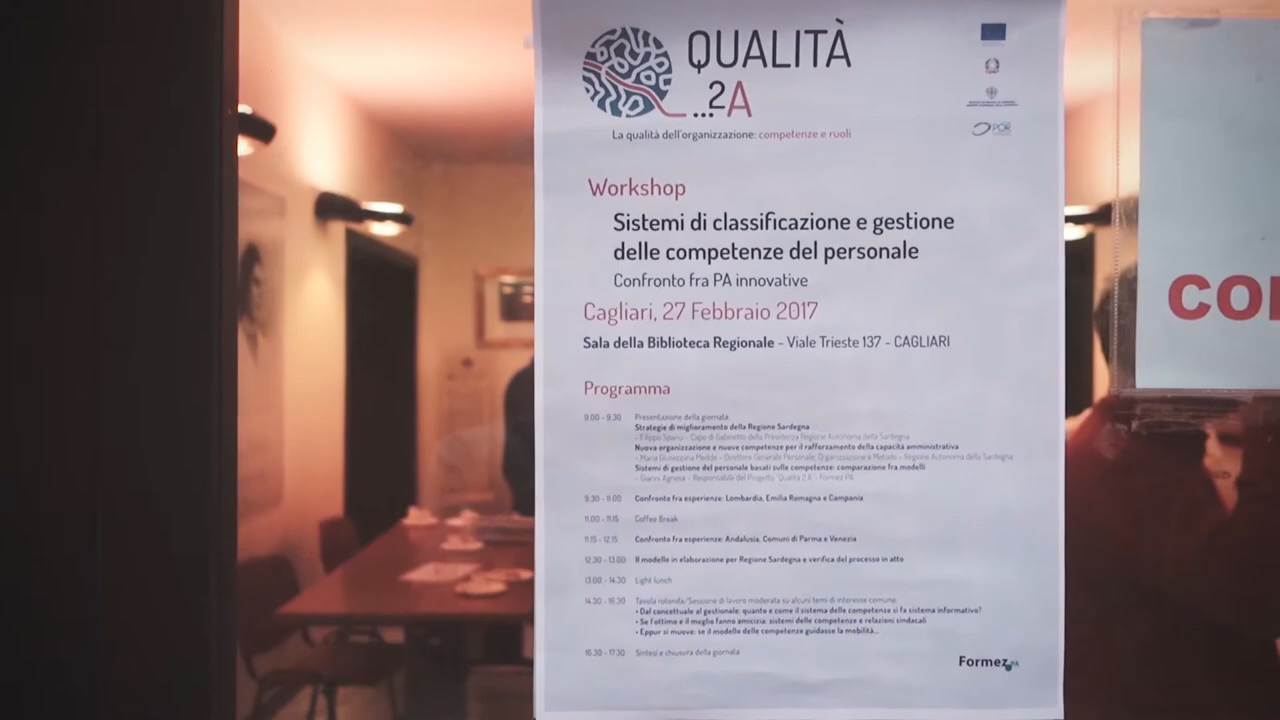 QUALITÀ
...2A
La qualità dell'organizzazione: competenze e ruoli
POR
Workshop
Sistemi di classificazione e gestione
delle competenze del personale
Confronto fra PA innovative
Cagliari, 27 Febbraio 2017
Sala della Biblioteca Regionale - Viale Trieste 137 - CAGLIARI
Programma
9.00 - 9.30 Presentazione della giornata
Strategie di miglioramento della Regione Sardegna
- Filippo Spanu - Capo di Gabinetto della Presidenza Regione Autonoma della Sardegna
Nuova organizzazione e nuove competenze per il rafforzamento della capacità amministrativa
- Maria Giuseppina Medde - Direttore Generale Personale, Organizzazione e Metodo - Regione Autonoma della Sardegna
Sistemi di gestione del personale basati sulle competenze: comparazione fra modelli
- Gianni Agnesa - Responsabile del Progetto "Qualità 2 A" - Formez PA
9.30 - 11.00 Confronto fra esperienze: Lombardia, Emilia Romagna e Campania
11.00 - 11.15 Coffee Break
11.15 - 12.15 Confronto fra esperienze: Andalusia, Comuni di Parma e Venezia
12.30 - 13.00 Il modello in elaborazione per Regione Sardegna e verifica del processo in atto
13.00 - 14.30 Light lunch
14.30 - 16.30 Tavola rotonda/Sessione di lavoro moderata su alcuni temi di interesse comune:
• Dal concettuale al gestionale: quanto e come il sistema delle competenze si fa sistema informativo?
• Se l'ottimo e il meglio fanno amicizia: sistemi delle competenze e relazioni sindacali
• Eppur si muove: se il modello delle competenze guidasse la mobilità...
16.30 - 17.30 Sintesi e chiusura della giornata
Formez PA
CO